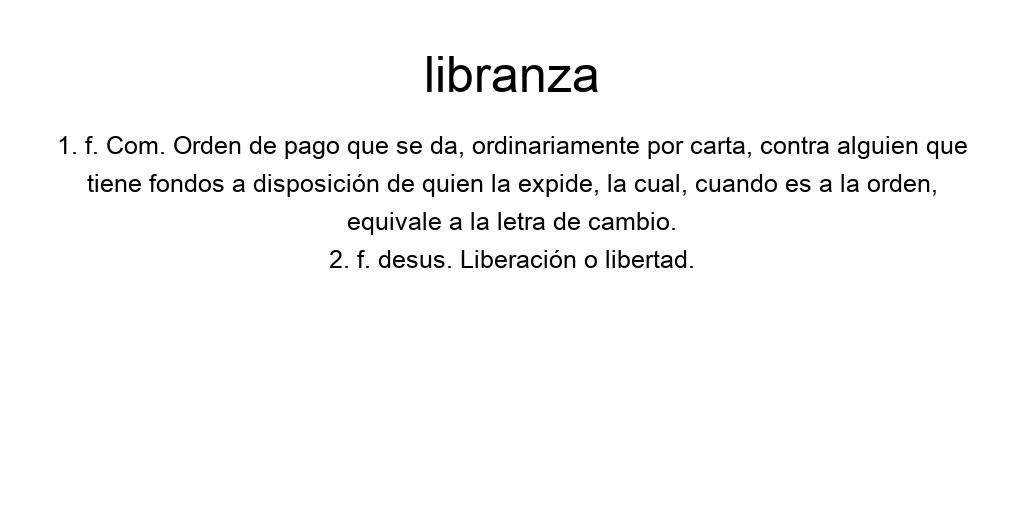 libranza
1. f. Com. Orden de pago que se da, ordinariamente por carta, contra alguien que
tiene fondos a disposición de quien la expide, la cual, cuando es a la orden,
equivale a la letra de cambio.
2. f. desus. Liberación o libertad.